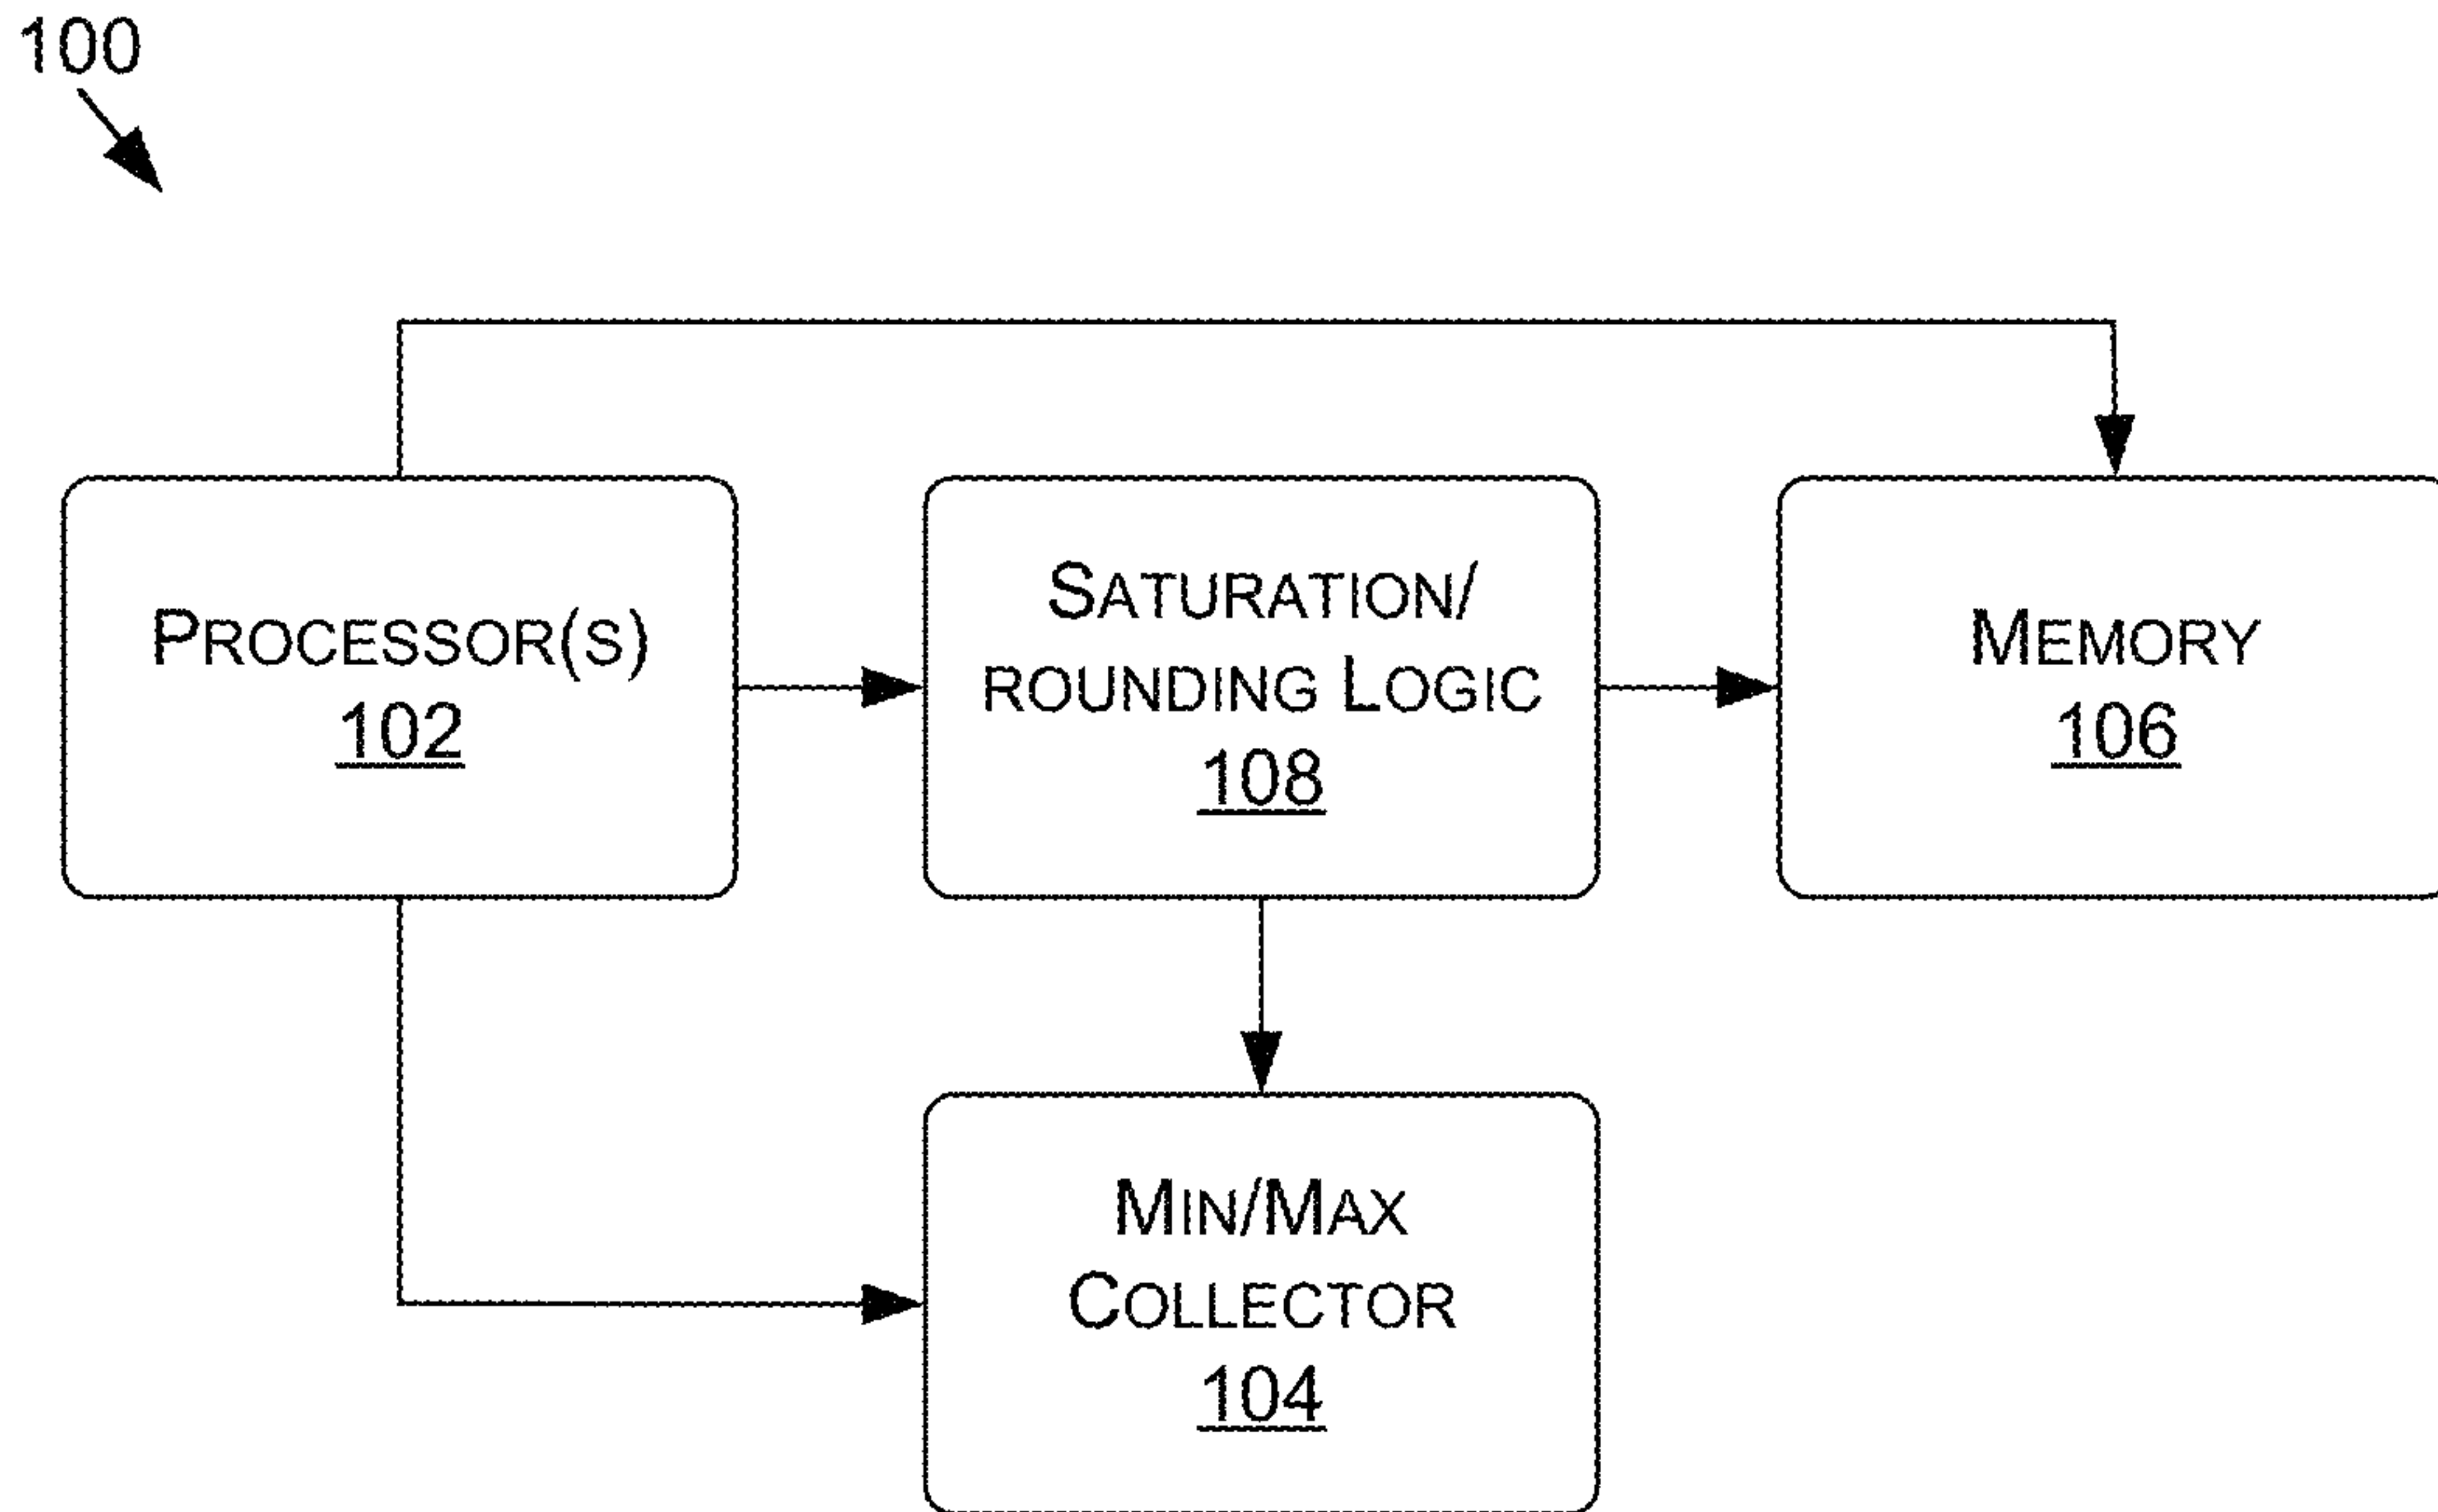 100
PROCESSOR(S)
102
SATURATION/
ROUNDING LOGIC
108
MEMORY
106
MIN/MAX
COLLECTOR
104